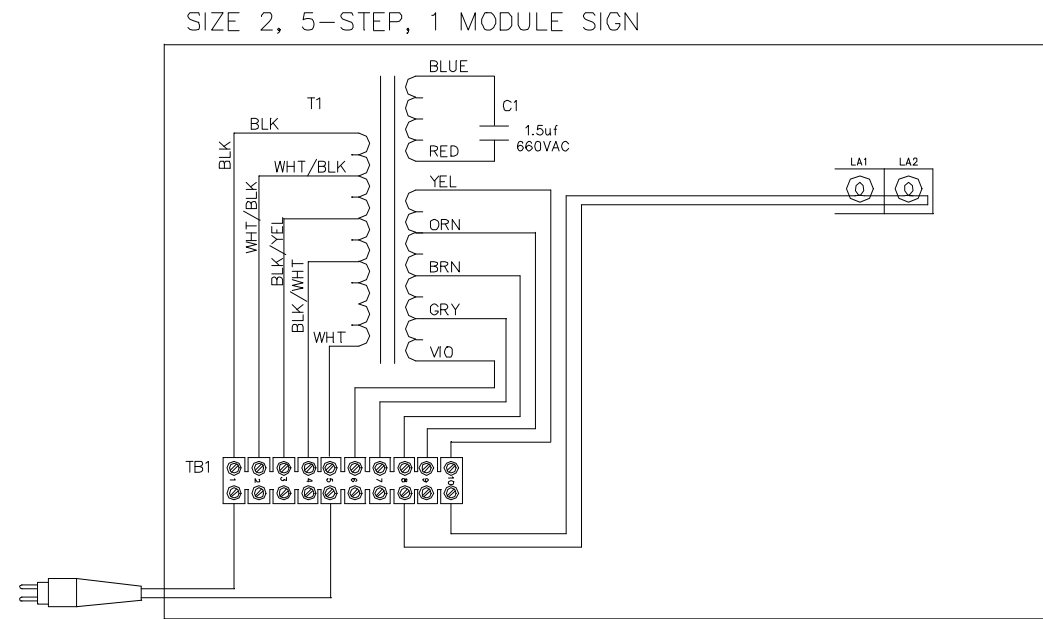 SIZE 2, 5-STEP, 1 MODULE SIGN
BLUE
T1
C1
BLK
1.5uf
660VAC
BLK
RED
LA1
LA2
WHT/BLK
YEL
WHT/BLK
BLK/YEL
ORN
BLK/WHT
BRN
GRY
WHT
VIO
TB1
1
2
3
4
5
6
7
8
9
10